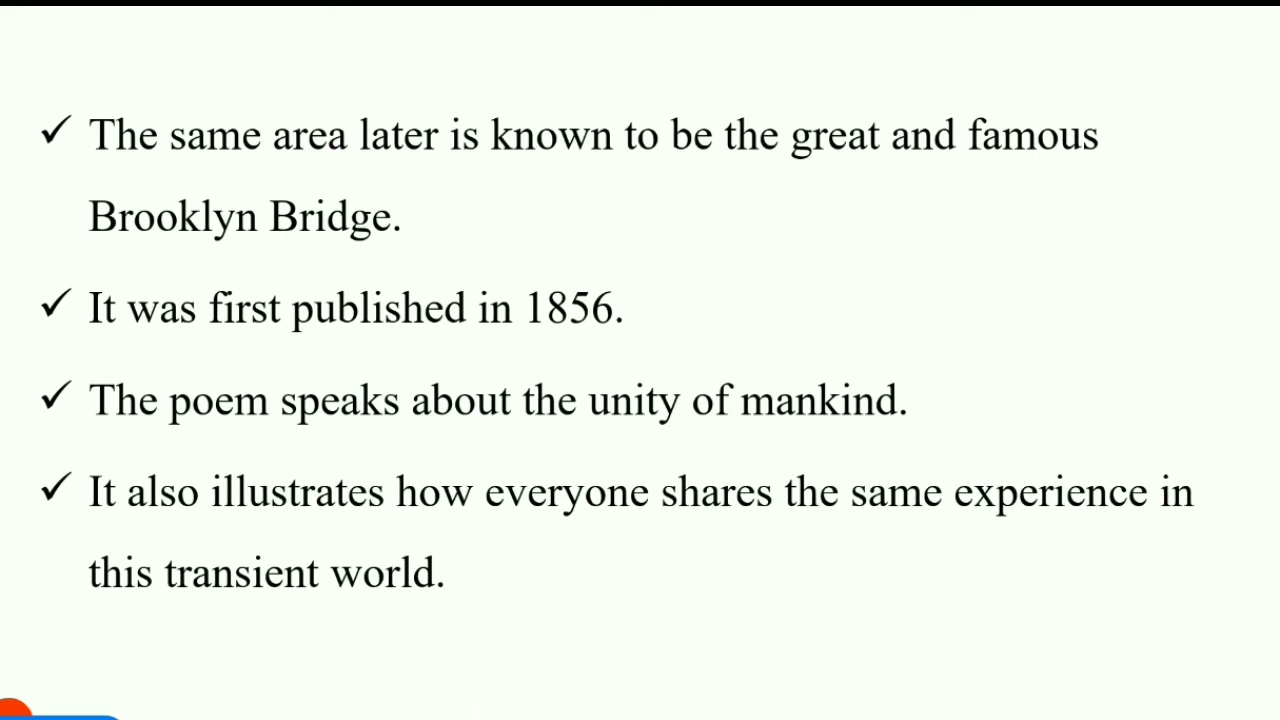 ✓ The same area later is known to be the great and famous
Brooklyn Bridge.
✓ It was first published in 1856.
✓ The poem speaks about the unity of mankind.
✓ It also illustrates how everyone shares the same experience in
this transient world.